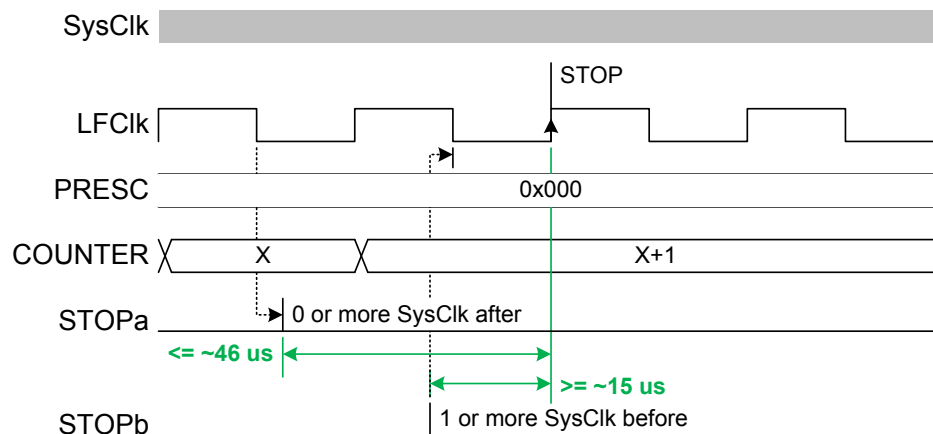 SysClk
STOP
LFClk
PRESC
0x000
COUNTER
X
X+1
STOPa
0 or more SysClk after
<= ~46 us
>= ~15 us
STOPb
1 or more SysClk before